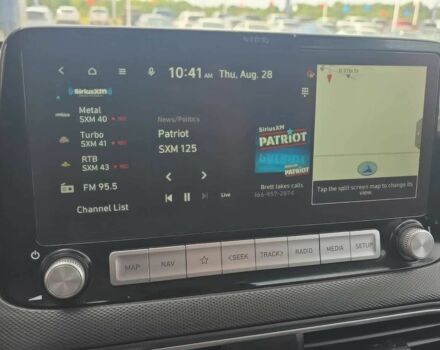 10:41 AM Thu, Aug. 28
SiriusXM
Metal
SXM 40
Turbo
SXM 41
RTB
SXM 43
FM 95.5
Channel List
News/Politics
Patriot
SXM 125
Live
SiriusXM
PATRIOT
Brett takes calls
Tap the split screen map to change its
view.
MAP
NAV
<SEEK
TRACK>
RADIO
MEDIA
SETUP